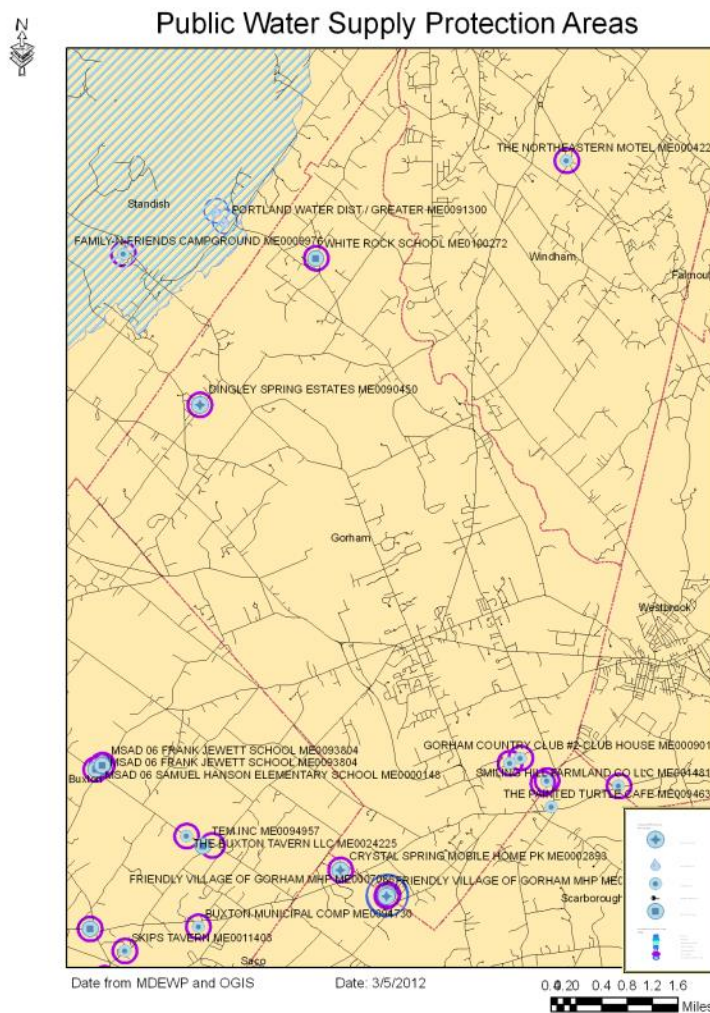 Public Water Supply Protection Areas
THE NORTHEASTERN MOTEL ME000422
Standish
PORTLAND WATER DIST./ GREATER ME0091300
FAMILY-N-FRIENDS CAMPGROUND ME0009976
WHITE ROCK SCHOOL ME0100272
Windham
Falmout
DINGLEY SPRING ESTATES ME0090450
Gorham
Westbrook
MSAD 06 FRANK JEWETT SCHOOL ME0093804
GORHAM COUNTRY CLUB #2-CLUB HOUSE ME000901
MSAD 06 FRANK JEWETT SCHOOL ME0093804
Buxton
MSAD 06 SAMUEL HANSON ELEMENTARY SCHOOL ME0000148
SMILING HILL FARMLAND CO LLC ME001481
THE PAINTED TURTLE CAFE ME009463
TEM INC ME0094957
THE BUXTON TAVERN LLC ME0024225
CRYSTAL SPRING MOBILE HOME PK ME0002893
FRIENDLY VILLAGE OF GORHAM MHP
FRIENDLY VILLAGE OF GORHAM MHP
Scarborough
BUXTON MUNICIPAL COMP ME0094730
SKIPS TAVERN ME0011403
Saco
Date from MDEWP and OGIS
Date: 3/5/2012
0.4 0.20 0.4 0.8 1.2 1.6
Miles